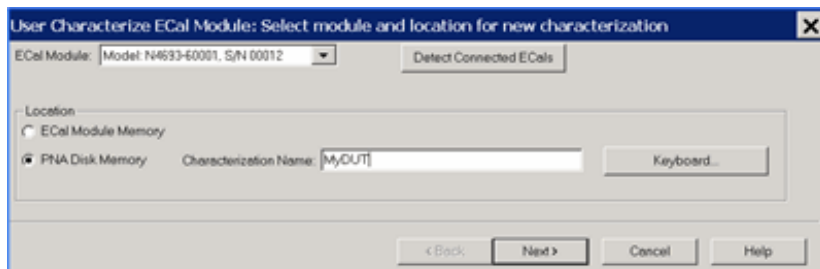 User Characterize ECal Module: Select module and location for new characterization
ECal Module: Model: N4693-60001, S/N 00012 Detect Connected ECals
Location
ECal Module Memory
PNA Disk Memory Characterization Name: MyDUT Keyboard...
< Back Next > Cancel Help